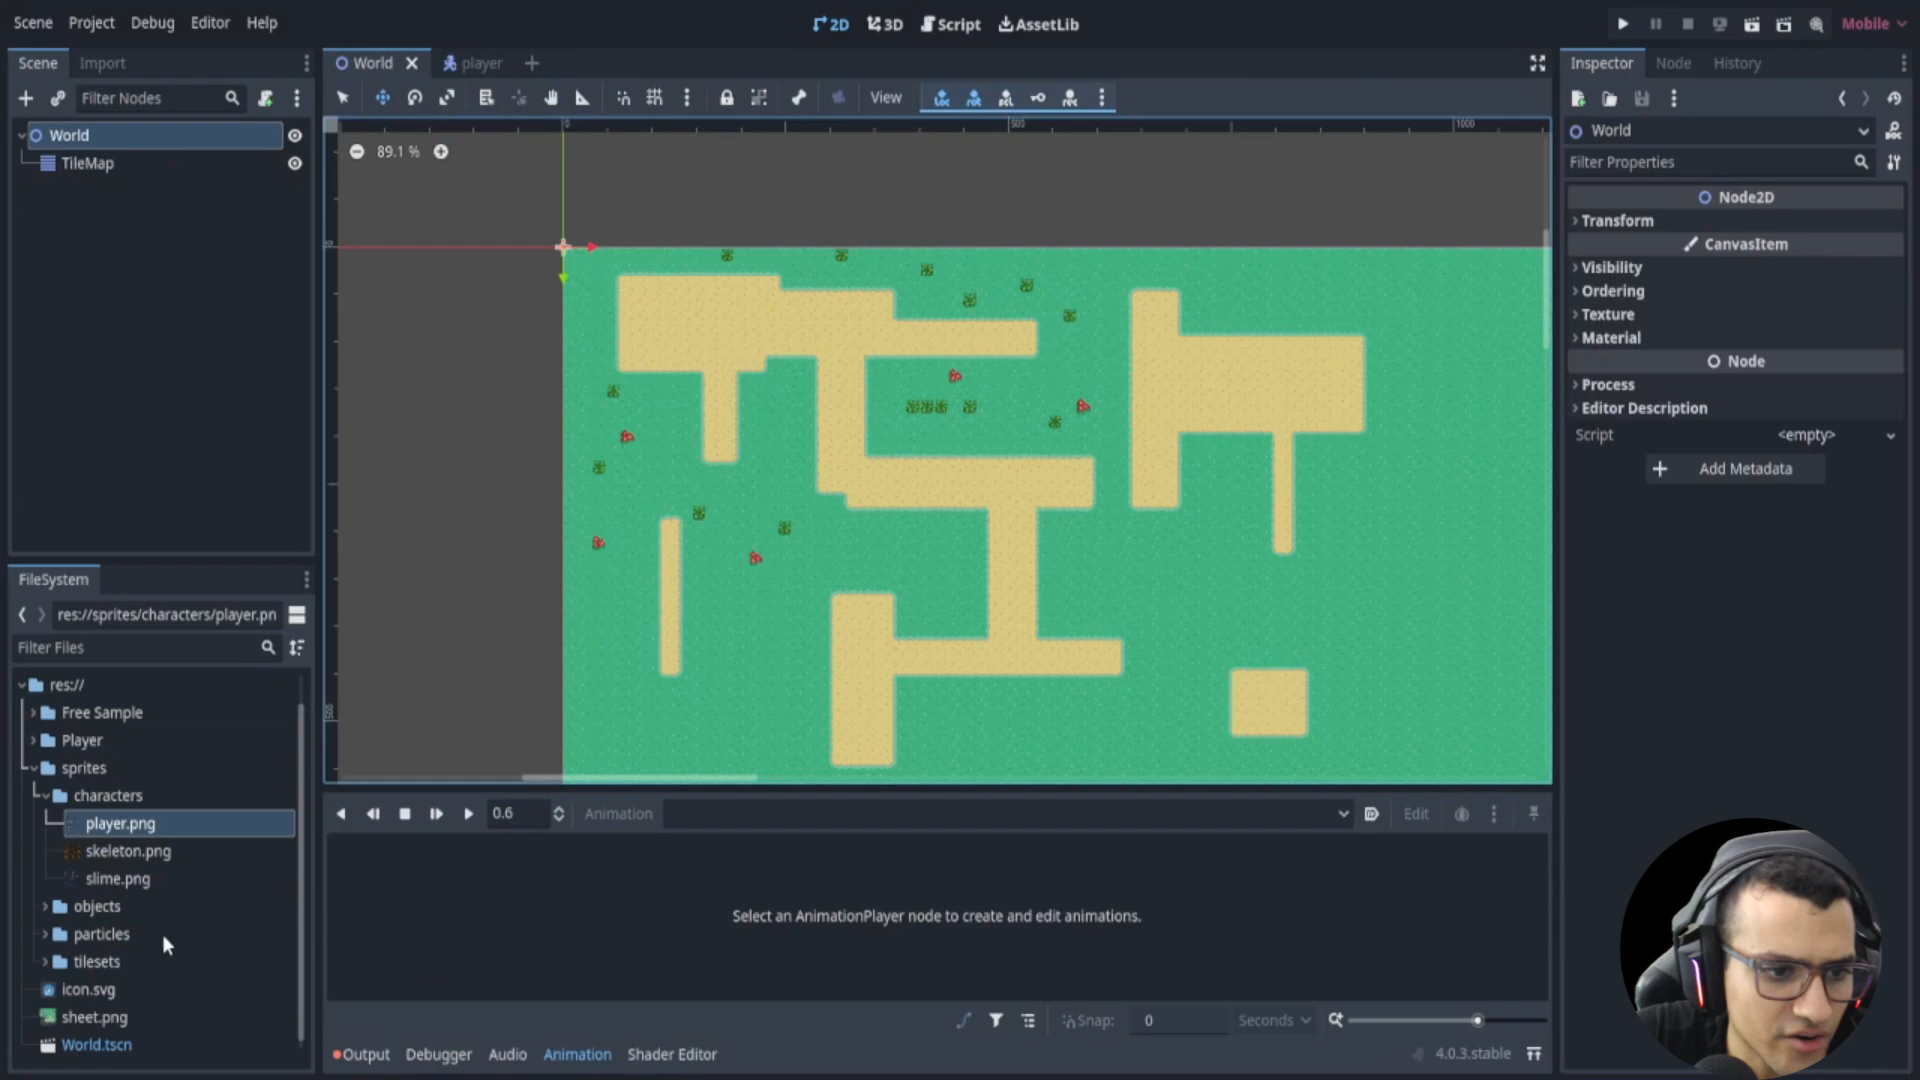 Scene Project Debug Editor Help
2D 3D Script AssetLib
Mobile
Scene Import
World player
Inspector Node History
Filter Nodes
View
World
TileMap
0 500 1000
89.1 %
0
500
World
Filter Properties
Node2D
Transform
CanvasItem
Visibility
Ordering
Texture
Material
Node
Process
Editor Description
Script <empty>
Add Metadata
FileSystem
res://sprites/characters/player.pn
Filter Files
res://
Free Sample
Player
sprites
characters
player.png
skeleton.png
slime.png
objects
particles
tilesets
icon.svg
sheet.png
World.tscn
0.6 Animation Edit
Select an AnimationPlayer node to create and edit animations.
Snap: 0 Seconds
Output Debugger Audio Animation Shader Editor
4.0.3.stable